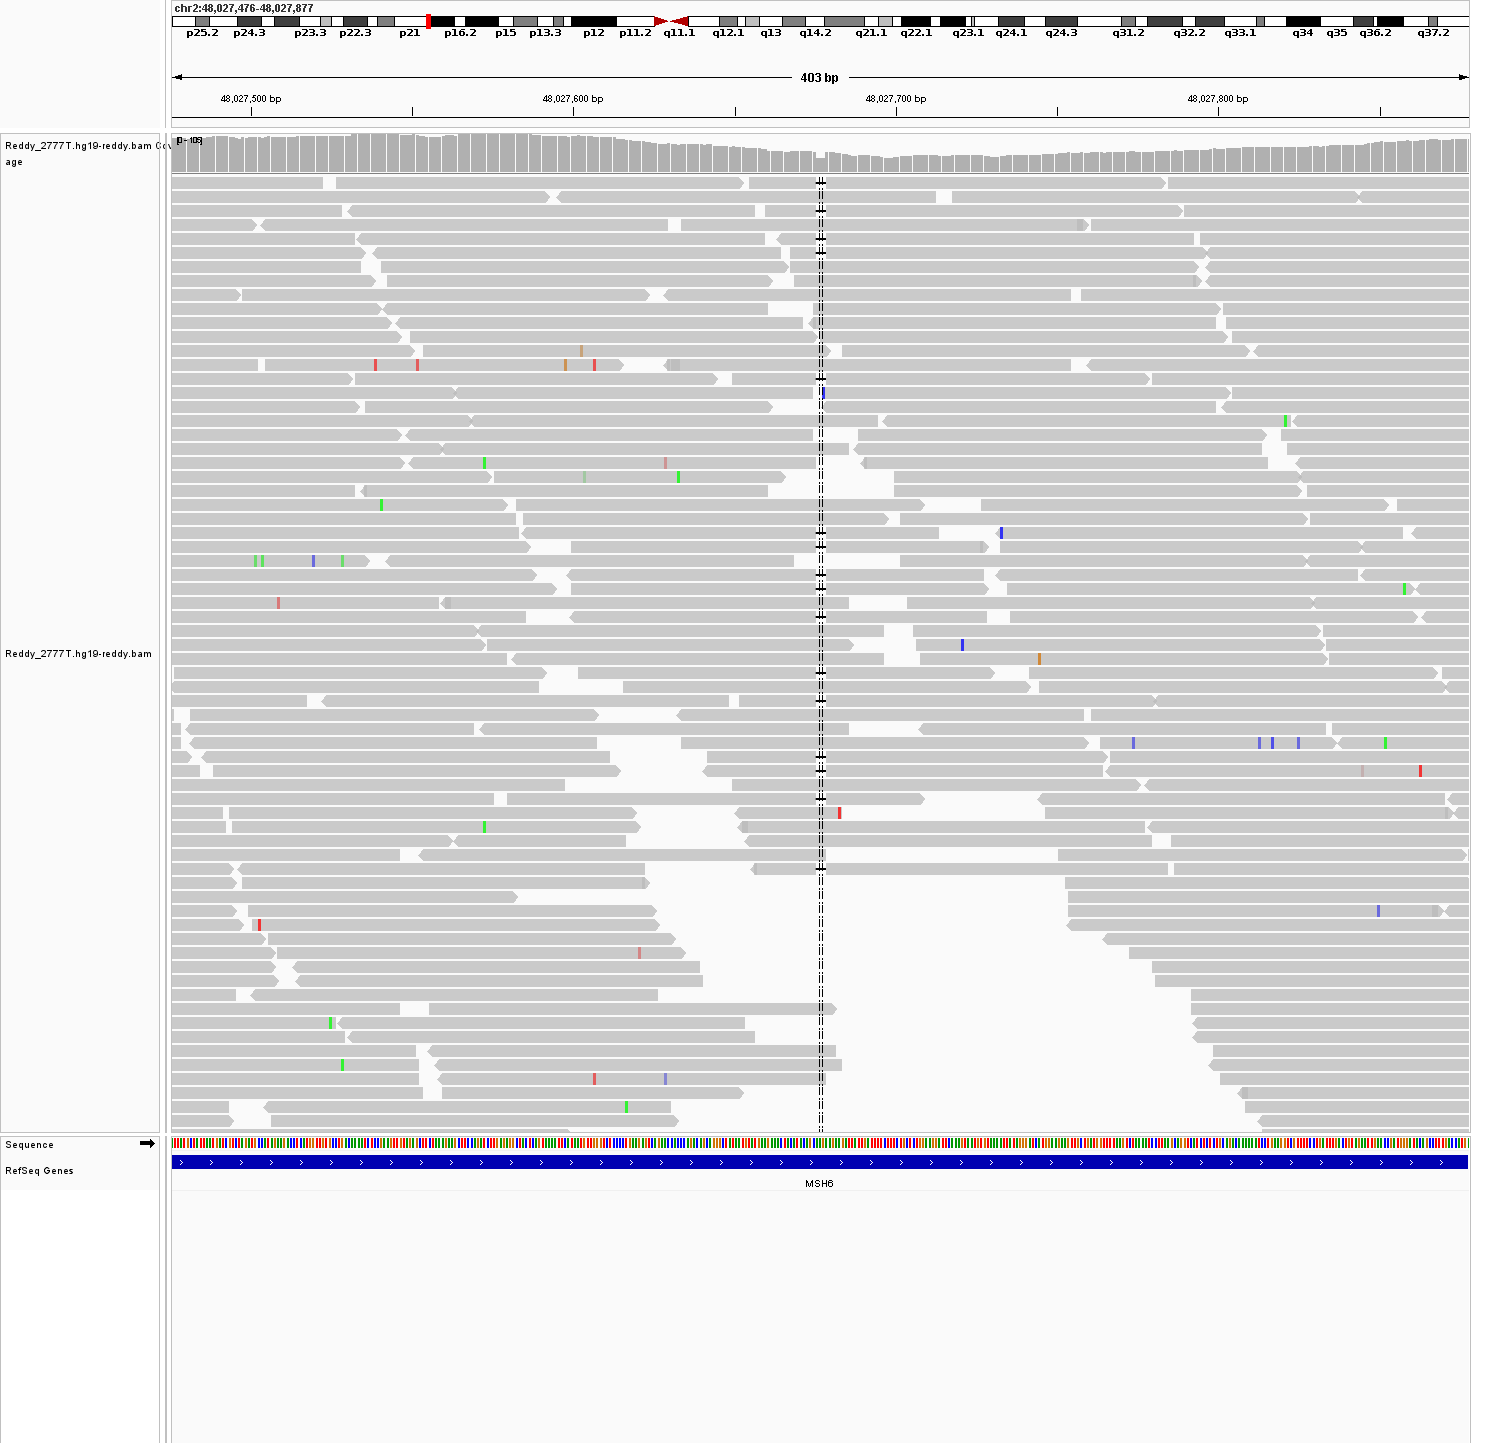 chr2:48,027,476-48,027,877
p25.2 p24.3 p23.3 p22.3 p21 p16.2 p15 p13.3 p12 p11.2 q11.1 q12.1 q13 q14.2 q21.1 q22.1 q23.1 q24.1 q24.3 q31.2 q32.2 q33.1 q34 q35 q36.2 q37.2
403 bp
48,027,500 bp 48,027,600 bp 48,027,700 bp 48,027,800 bp
Reddy_2777T.hg19-reddy.bam Cov
age
[0 - 106]
Reddy_2777T.hg19-reddy.bam
Sequence
RefSeq Genes
MSH6